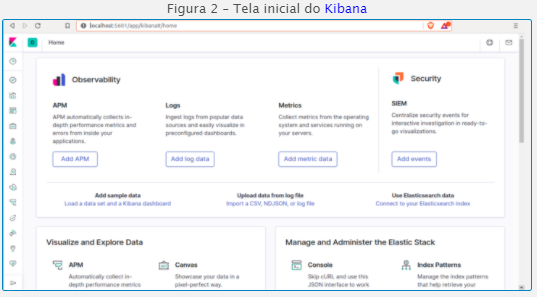 Figura 2 – Tela inicial do Kibana
localhost:5601/app/kibana#/home
D Home
Observability
Security
APM
APM automatically collects in-
depth performance metrics and
errors from inside your
applications.
Add APM
Logs
Ingest logs from popular data
sources and easily visualize in
preconfigured dashboards.
Add log data
Metrics
Collect metrics from the operating
system and services running on
your servers.
Add metric data
SIEM
Centralize security events for
interactive investigation in ready-to-
go visualizations.
Add events
Add sample data
Load a data set and a Kibana dashboard
Upload data from log file
Import a CSV, NDJSON, or log file
Use Elasticsearch data
Connect to your Elasticsearch index
Visualize and Explore Data
APM
Automatically collect in-
depth performance metrics
Canvas
Showcase your data in a
pixel-perfect way.
Manage and Administer the Elastic Stack
Console
Skip cURL and use this
JSON interface to work
Index Patterns
Manage the index patterns
that help retrieve your